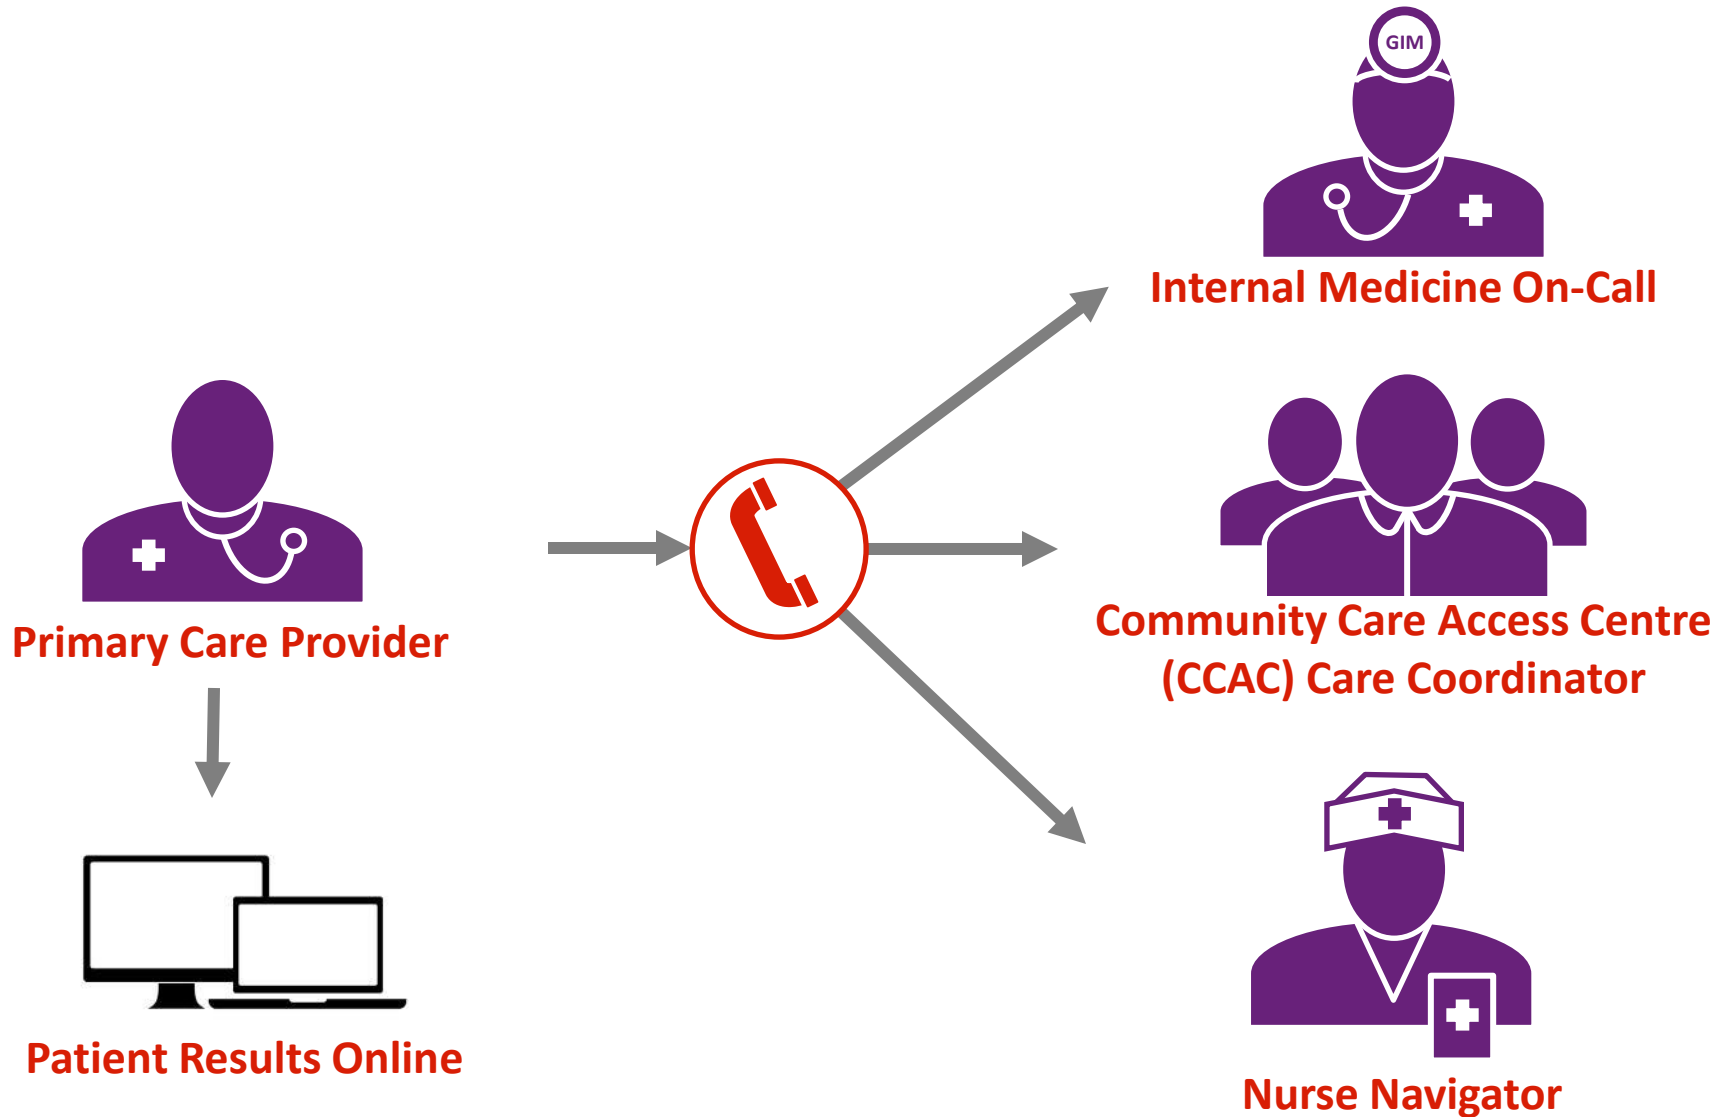 GIM
Internal Medicine On-Call
Primary Care Provider
Community Care Access Centre
(CCAC) Care Coordinator
Patient Results Online
Nurse Navigator